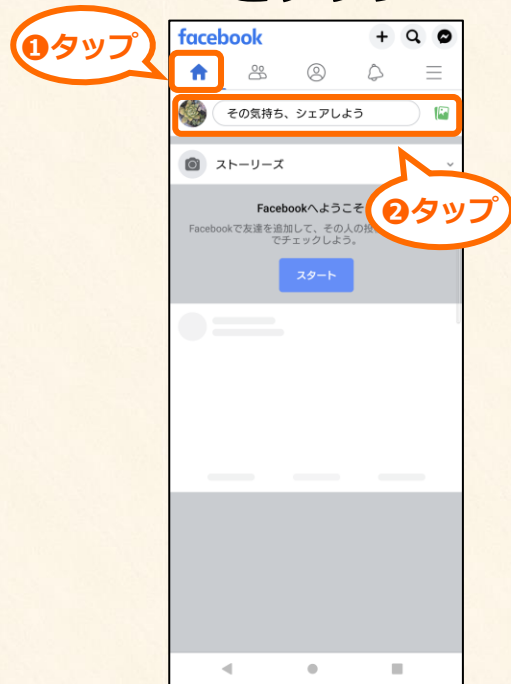 ❶タップ
facebook
その気持ち、シェアしよう
ストーリーズ
❷タップ
Facebookへようこそ
Facebookで友達を追加して、その人の投
でチェックしよう。
スタート